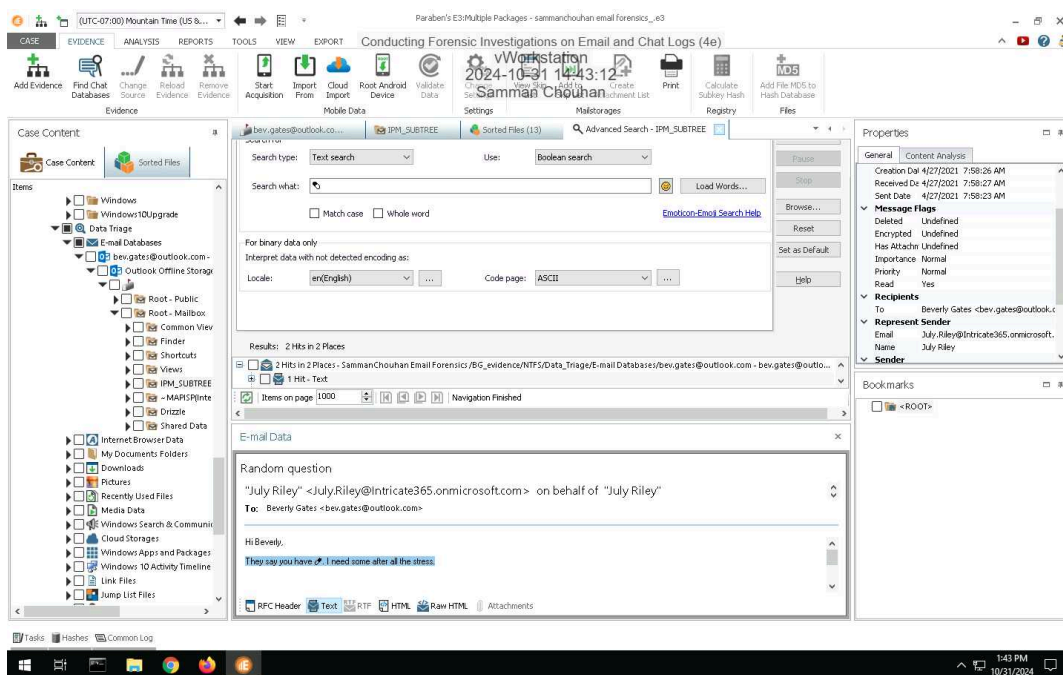 (UTC-07:00) Mountain Time (US &...
Paraben's E3:Multiple Packages - sammanchouhan email forensics_.e3
CASE EVIDENCE ANALYSIS REPORTS TOOLS VIEW EXPORT
Conducting Forensic Investigations on Email and Chat Logs (4e)
vWorkstation
2024-10-31 14:43:12
Samman Chouhan
Add Evidence
Find Chat Databases
Change Source
Reload Evidence
Remove Evidence
Start Acquisition
Import From
Cloud Import
Root Android Device
Validate Data
Print
Calculate Subkey Hash
Add File MD5 to Hash Database
Evidence Mobile Data Settings Mailstorages Registry Files
Case Content
Case Content Sorted Files
Items
Windows
Windows10Upgrade
Data Triage
E-mail Databases
bev.gates@outlook.com -
Outlook Offline Storage
Root - Public
Root - Mailbox
Common View
Finder
Shortcuts
Views
IPM_SUBTREE
~MAPISP(Inte
Drizzle
Shared Data
Internet Browser Data
My Documents Folders
Downloads
Pictures
Recently Used Files
Media Data
Windows Search & Communic
Cloud Storages
Windows Apps and Packages
Windows 10 Activity Timeline
Link Files
Jump List Files
bev.gates@outlook.co... IPM_SUBTREE Sorted Files (13) Advanced Search - IPM_SUBTREE
Search for
Search type: Text search Use: Boolean search
Search what: Load Words...
Match case Whole word Emoticon-Emoji Search Help
For binary data only
Interpret data with not detected encoding as:
Locale: en(English) ... Code page: ASCII ...
Pause
Stop
Browse...
Reset
Set as Default
Help
Results: 2 Hits in 2 Places
2 Hits in 2 Places - SammanChouhan Email Forensics/BG_evidence/NTFS/Data_Triage/E-mail Databases/bev.gates@outlook.com - bev.gates@outlo...
1 Hit - Text
Items on page 1000 Navigation Finished
E-mail Data
Random question
"July Riley" <July.Riley@Intricate365.onmicrosoft.com> on behalf of "July Riley"
To: Beverly Gates <bev.gates@outlook.com>
Hi Beverly,
They say you have 💉. I need some after all the stress.
RFC Header Text RTF HTML Raw HTML Attachments
Properties
General Content Analysis
Creation Dat 4/27/2021 7:58:26 AM
Received De 4/27/2021 7:58:27 AM
Sent Date 4/27/2021 7:58:23 AM
Message Flags
Deleted Undefined
Encrypted Undefined
Has Attachm Undefined
Importance Normal
Priority Normal
Read Yes
Recipients
To Beverly Gates <bev.gates@outlook.c
Represent Sender
Email July.Riley@Intricate365.onmicrosoft.
Name July Riley
Sender
Bookmarks
<ROOT>
Tasks Hashes Common Log
1:43 PM
10/31/2024